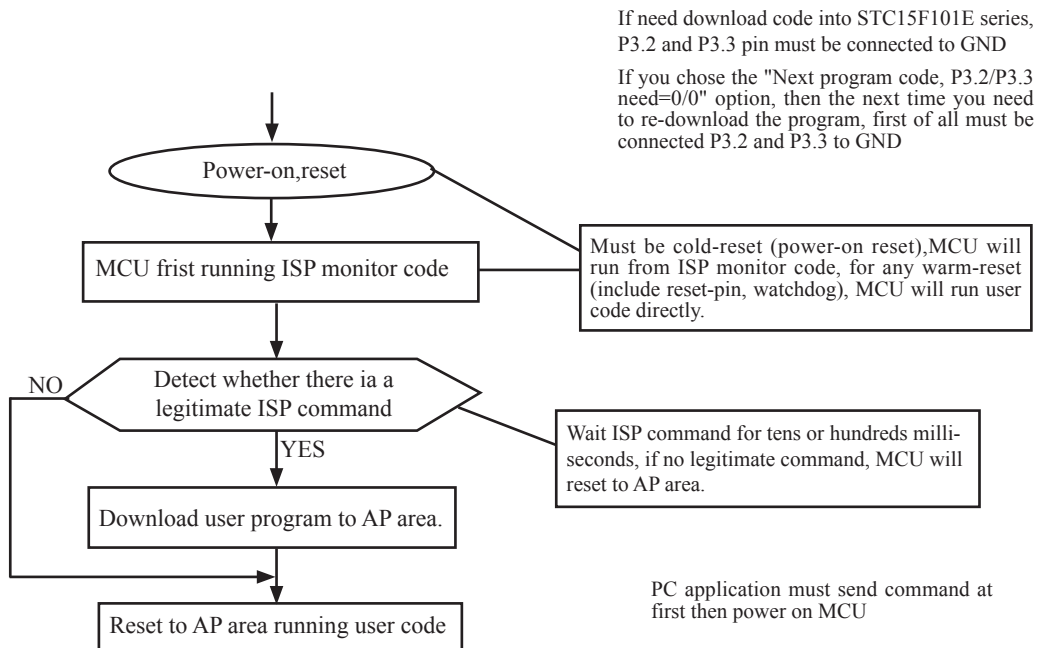 If need download code into STC15F101E series,
P3.2 and P3.3 pin must be connected to GND
If you chose the "Next program code, P3.2/P3.3
need=0/0" option, then the next time you need
to re-download the program, first of all must be
connected P3.2 and P3.3 to GND
Power-on,reset
MCU frist running ISP monitor code
Must be cold-reset (power-on reset),MCU will
run from ISP monitor code, for any warm-reset
(include reset-pin, watchdog), MCU will run user
code directly.
NO
Detect whether there ia a
legitimate ISP command
YES
Wait ISP command for tens or hundreds milli-
seconds, if no legitimate command, MCU will
reset to AP area.
Download user program to AP area.
PC application must send command at
first then power on MCU
Reset to AP area running user code